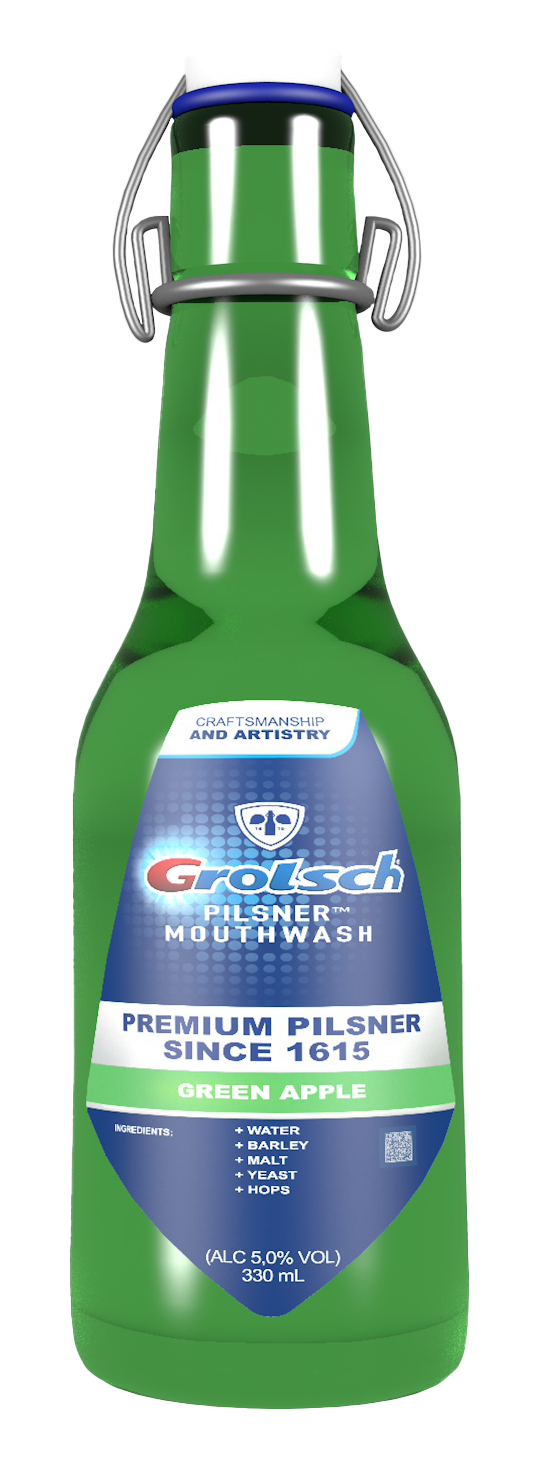 CRAFTSMANSHIP
AND ARTISTRY
Grolsch
PILSNER™
MOUTHWASH
PREMIUM PILSNER
SINCE 1615
GREEN APPLE
INGREDIENTS:
+ WATER
+ BARLEY
+ MALT
+ YEAST
+ HOPS
(ALC 5,0% VOL)
330 mL